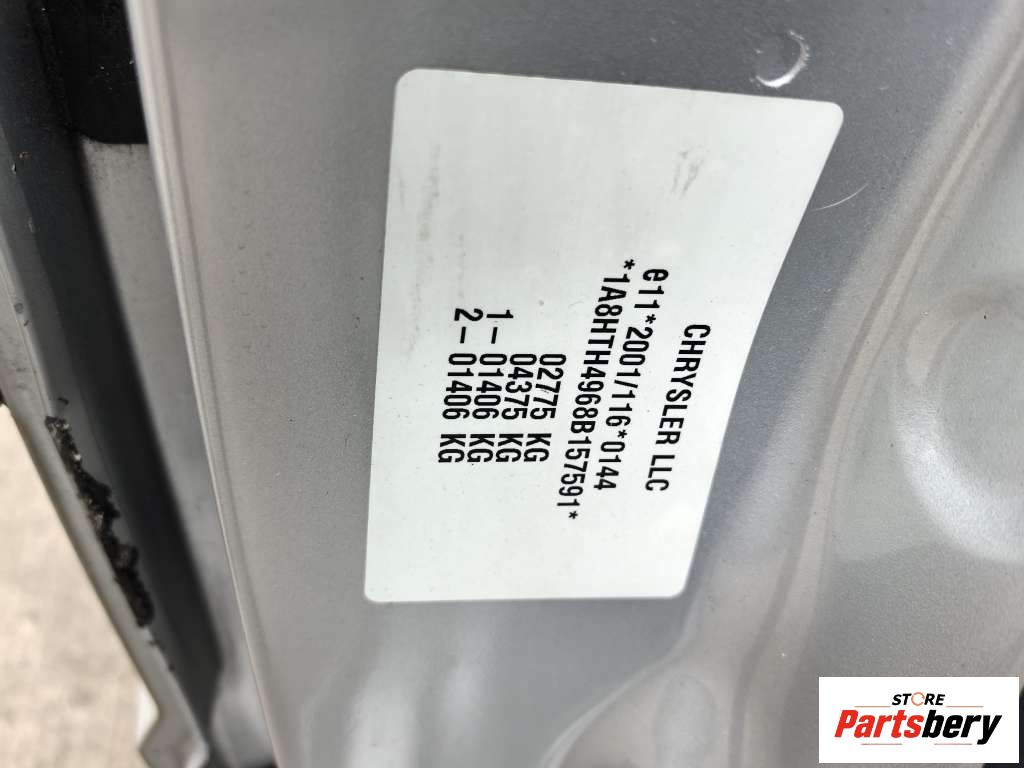 CHRYSLER LLC
e11*2001/116*0144
*1A8HTH4968B157591*
02775 KG
04375 KG
1- 01406 KG
2- 01406 KG
STORE
Partsbery